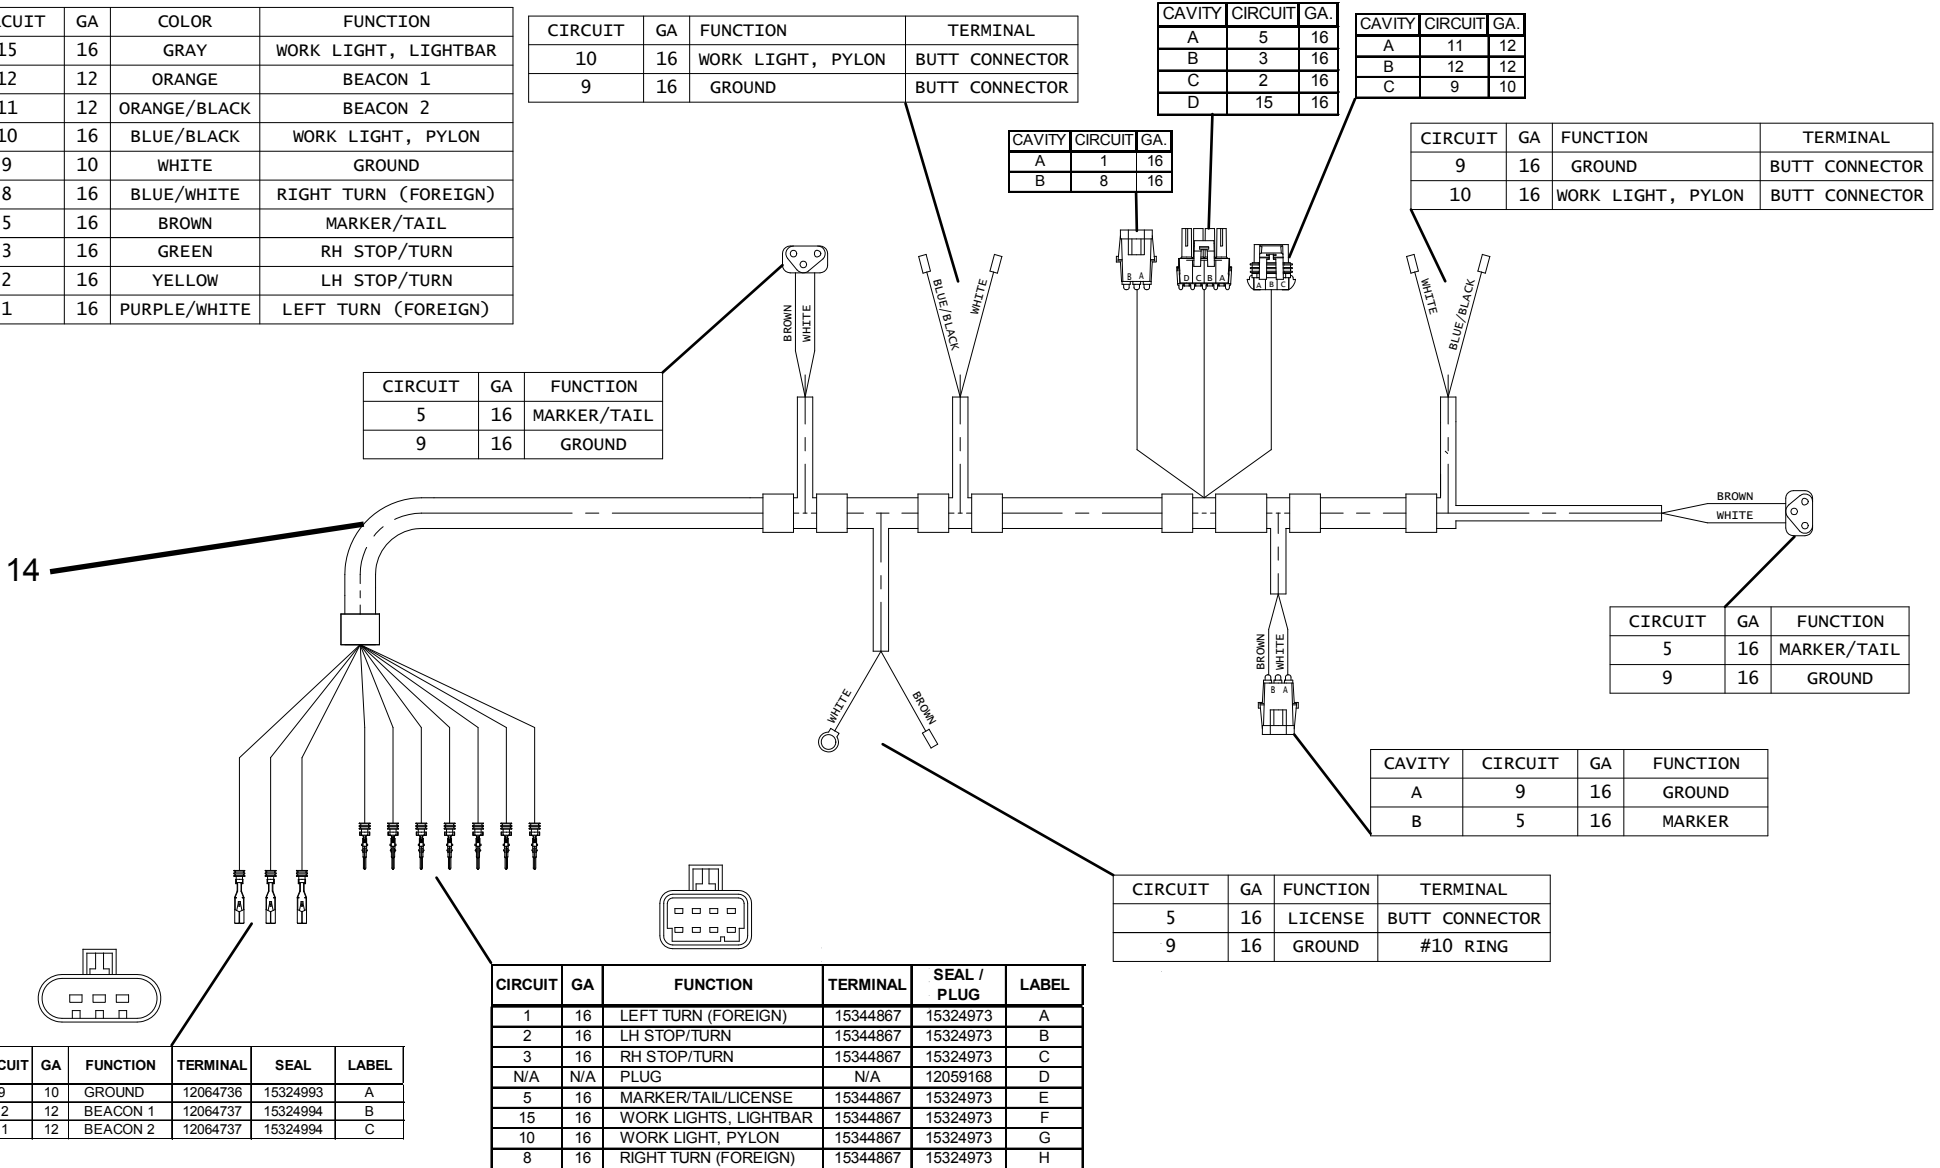 CUIT GA COLOR FUNCTION
15 16 GRAY WORK LIGHT, LIGHTBAR
12 12 ORANGE BEACON 1
11 12 ORANGE/BLACK BEACON 2
10 16 BLUE/BLACK WORK LIGHT, PYLON
9 10 WHITE GROUND
8 16 BLUE/WHITE RIGHT TURN (FOREIGN)
5 16 BROWN MARKER/TAIL
3 16 GREEN RH STOP/TURN
2 16 YELLOW LH STOP/TURN
1 16 PURPLE/WHITE LEFT TURN (FOREIGN)
CIRCUIT GA FUNCTION TERMINAL
10 16 WORK LIGHT, PYLON BUTT CONNECTOR
9 16 GROUND BUTT CONNECTOR
CAVITY CIRCUIT GA.
A 5 16
B 3 16
C 2 16
D 15 16
CAVITY CIRCUIT GA.
A 11 12
B 12 12
C 9 10
CAVITY CIRCUIT GA.
A 1 16
B 8 16
CIRCUIT GA FUNCTION TERMINAL
9 16 GROUND BUTT CONNECTOR
10 16 WORK LIGHT, PYLON BUTT CONNECTOR
B A
D C B A
A B C
BROWN
WHITE
BLUE/BLACK
WHITE
WHITE
BLUE/BLACK
CIRCUIT GA FUNCTION
5 16 MARKER/TAIL
9 16 GROUND
BROWN
WHITE
14
CIRCUIT GA FUNCTION
5 16 MARKER/TAIL
9 16 GROUND
BROWN
WHITE
B A
WHITE
BROWN
CAVITY CIRCUIT GA FUNCTION
A 9 16 GROUND
B 5 16 MARKER
CIRCUIT GA FUNCTION TERMINAL
5 16 LICENSE BUTT CONNECTOR
9 16 GROUND #10 RING
CIRCUIT GA FUNCTION TERMINAL SEAL / PLUG LABEL
1 16 LEFT TURN (FOREIGN) 15344867 15324973 A
2 16 LH STOP/TURN 15344867 15324973 B
3 16 RH STOP/TURN 15344867 15324973 C
N/A N/A PLUG N/A 12059168 D
5 16 MARKER/TAIL/LICENSE 15344867 15324973 E
15 16 WORK LIGHTS, LIGHTBAR 15344867 15324973 F
10 16 WORK LIGHT, PYLON 15344867 15324973 G
8 16 RIGHT TURN (FOREIGN) 15344867 15324973 H
CUIT GA FUNCTION TERMINAL SEAL LABEL
9 10 GROUND 12064736 15324993 A
2 12 BEACON 1 12064737 15324994 B
1 12 BEACON 2 12064737 15324994 C